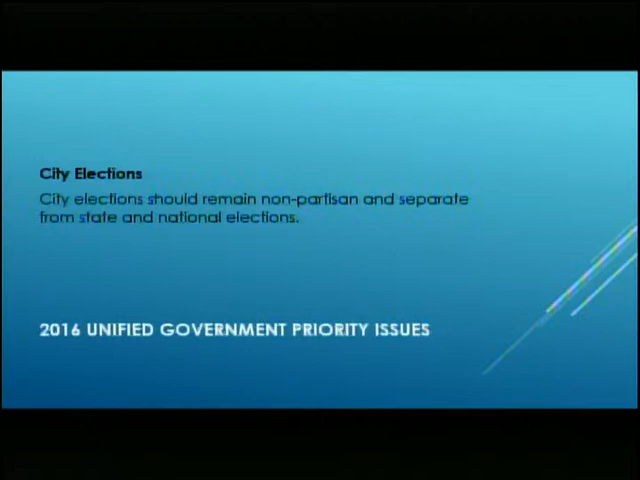 City Elections
City elections should remain non-partisan and separate
from state and national elections.
2016 UNIFIED GOVERNMENT PRIORITY ISSUES